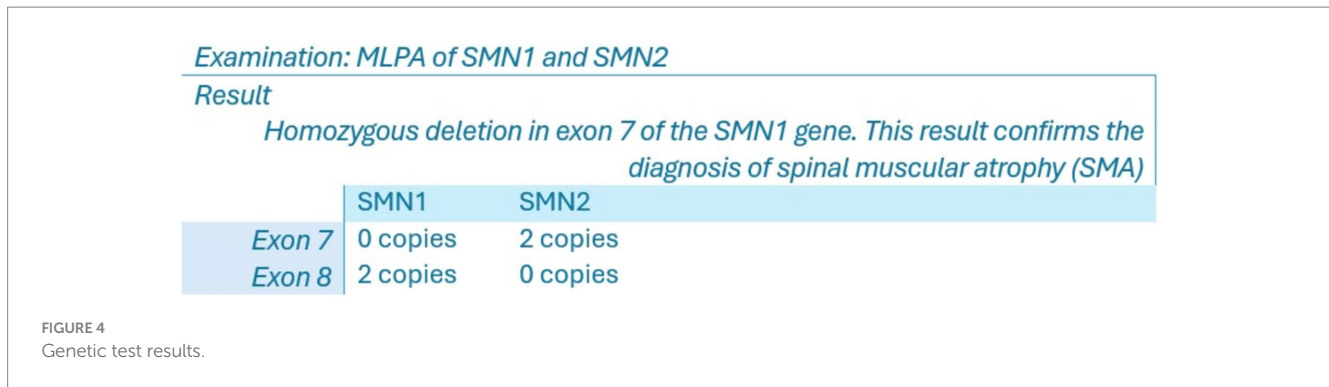 Examination: MLPA of SMN1 and SMN2
Result
Homozygous deletion in exon 7 of the SMN1 gene. This result confirms the
diagnosis of spinal muscular atrophy (SMA)
SMN1 SMN2
Exon 7 0 copies 2 copies
Exon 8 2 copies 0 copies
FIGURE 4
Genetic test results.